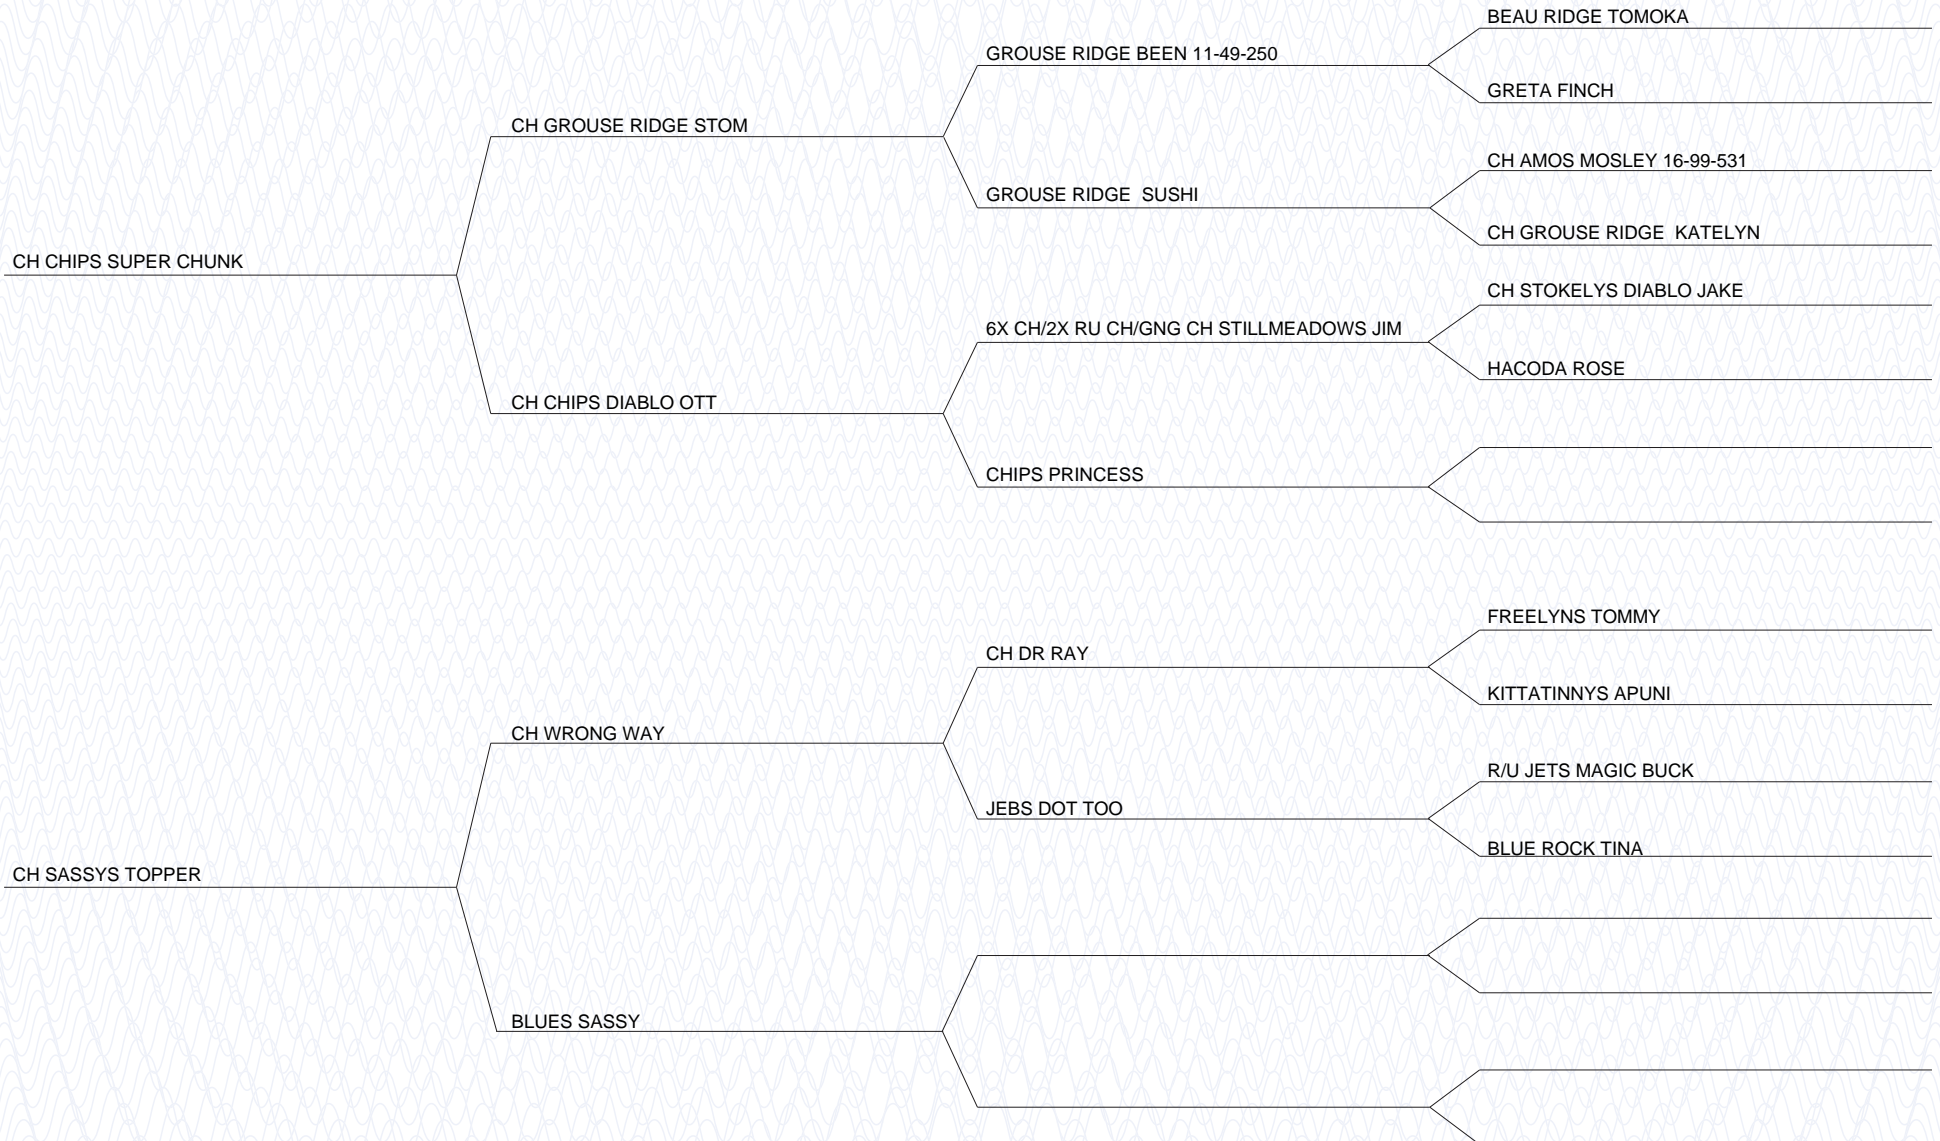 BEAU RIDGE TOMOKA
GROUSE RIDGE BEEN 11-49-250
GRETA FINCH
CH GROUSE RIDGE STOM
CH AMOS MOSLEY 16-99-531
GROUSE RIDGE  SUSHI
CH GROUSE RIDGE  KATELYN
CH CHIPS SUPER CHUNK
CH STOKELYS DIABLO JAKE
6X CH/2X RU CH/GNG CH STILLMEADOWS JIM
HACODA ROSE
CH CHIPS DIABLO OTT
CHIPS PRINCESS
FREELYNS TOMMY
CH DR RAY
KITTATINNYS APUNI
CH WRONG WAY
R/U JETS MAGIC BUCK
JEBS DOT TOO
BLUE ROCK TINA
CH SASSYS TOPPER
BLUES SASSY